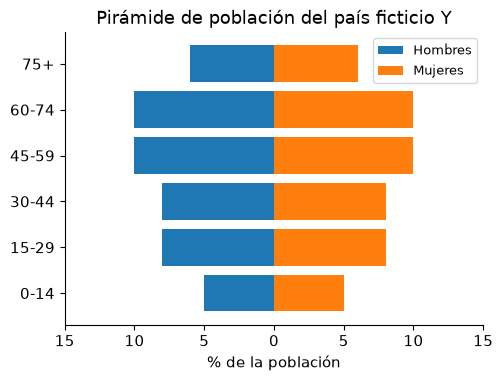 Pirámide de población del país ficticio Y
Hombres
Mujeres
75+
60-74
45-59
30-44
15-29
0-14
15 10 5 0 5 10 15
% de la población